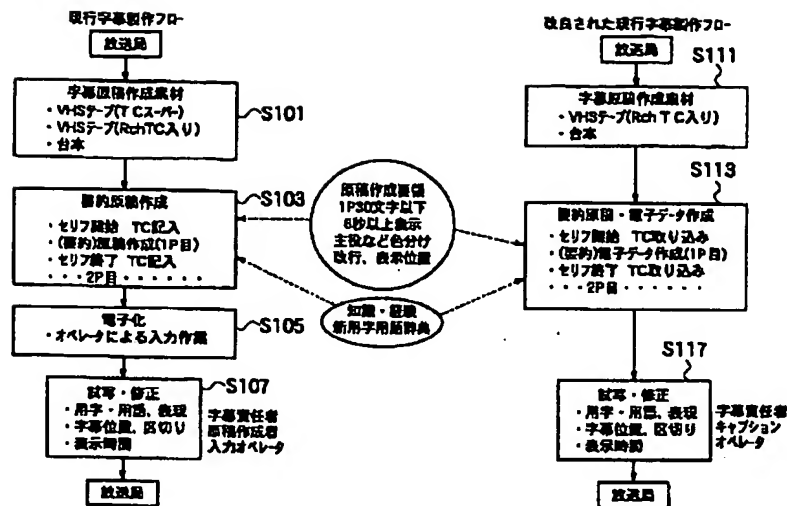 現行字幕製作フロー
放送局
字幕原稿作成素材
・VHSテープ(TCスーパー)
・VHSテープ(RchTC入り)
・台本
S101
要約原稿作成
・セリフ開始 TC記入
・(要約)原稿作成(1P目)
・セリフ終了 TC記入
・・・2P目・・・・・・
S103
電子化
・オペレータによる入力作業
S105
試写・修正
・用字・用語、表現
・字幕位置、区切り
・表示時間
S107
字幕責任者
原稿作成者
入力オペレータ
放送局
原稿作成要領
1P30文字以下
6秒以上表示
主役など色分け
改行、表示位置
知識・経験
新用字用語辞典
改良された現行字幕製作フロー
放送局
S111
字幕原稿作成素材
・VHSテープ(Rch TC入り)
・台本
S113
要約原稿・電子データ作成
・セリフ開始 TC取り込み
・(要約)電子データ作成(1P目)
・セリフ終了 TC取り込み
・・・2P目・・・・・・
S117
試写・修正
・用字・用語、表現
・字幕位置、区切り
・表示時間
字幕責任者
キャプション
オペレータ
放送局